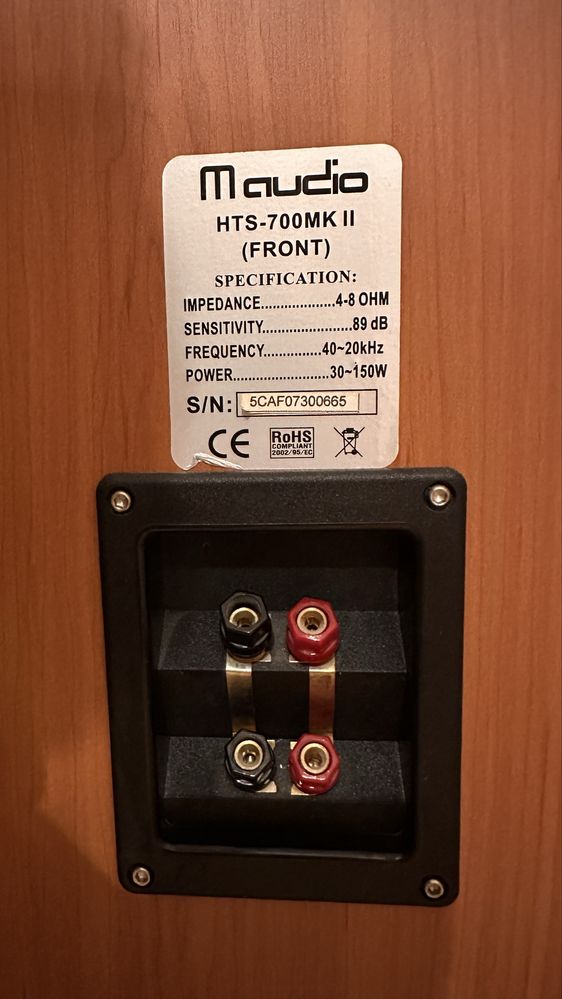 M audio
HTS-700MK II
(FRONT)
SPECIFICATION:
IMPEDANCE...................4-8 OHM
SENSITIVITY.......................89 dB
FREQUENCY...............40~20kHz
POWER.........................30~150W
S/N: 5CAF07300665
CE RoHS
COMPLIANT
2002/95/EC